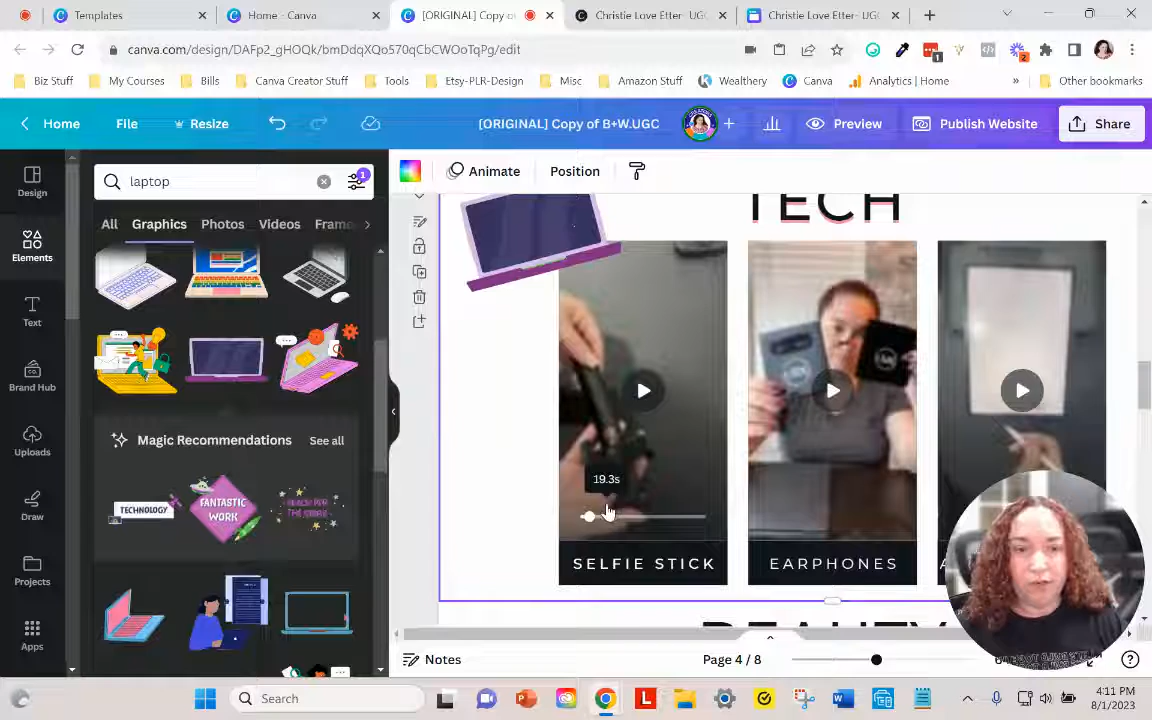 Templates
Home - Canva
[ORIGINAL] Copy of
Christie Love Etter- UGC
Christie Love Etter- UGC
canva.com/design/DAFp2_gHOQk/bmDdqXQo570qCbCWOoTqPg/edit
1
2
Biz Stuff
My Courses
Bills
Canva Creator Stuff
Tools
Etsy-PLR-Design
Misc
Amazon Stuff
Wealthery
Canva
Analytics | Home
»
Other bookmarks
Home
File
Resize
[ORIGINAL] Copy of B+W.UGC
Preview
Publish Website
Share
Design
Elements
Text
Brand Hub
Uploads
Draw
Projects
Apps
laptop
1
All
Graphics
Photos
Videos
Frame
Magic Recommendations
See all
TECHNOLOGY
FANTASTIC
WORK
Animate
Position
TECH
19.3s
SELFIE STICK
EARPHONES
Notes
Page 4 / 8
Search
4:11 PM
8/1/2023